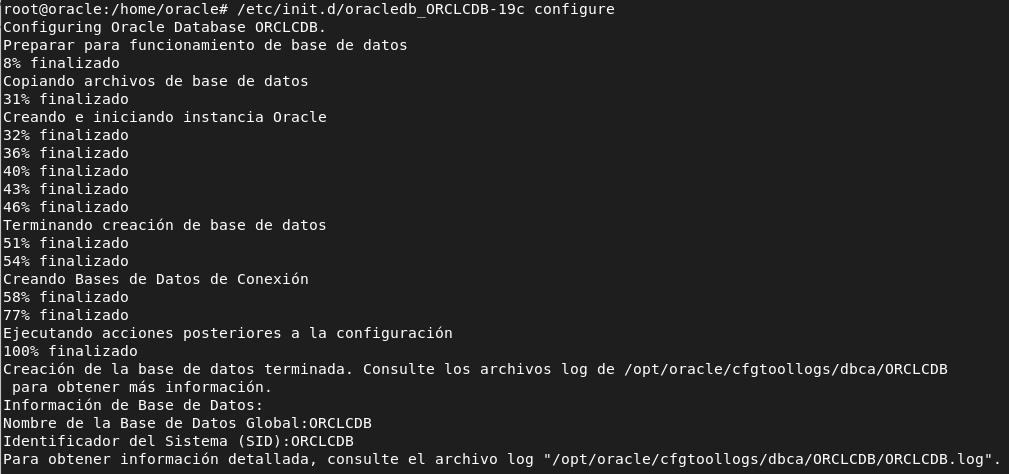 root@oracle:/home/oracle# /etc/init.d/oracledb_ORCLCDB-19c configure
Configuring Oracle Database ORCLCDB.
Preparar para funcionamiento de base de datos
8% finalizado
Copiando archivos de base de datos
31% finalizado
Creando e iniciando instancia Oracle
32% finalizado
36% finalizado
40% finalizado
43% finalizado
46% finalizado
Terminando creación de base de datos
51% finalizado
54% finalizado
Creando Bases de Datos de Conexión
58% finalizado
77% finalizado
Ejecutando acciones posteriores a la configuración
100% finalizado
Creación de la base de datos terminada. Consulte los archivos log de /opt/oracle/cfgtoollogs/dbca/ORCLCDB
 para obtener más información.
Información de Base de Datos:
Nombre de la Base de Datos Global:ORCLCDB
Identificador del Sistema (SID):ORCLCDB
Para obtener información detallada, consulte el archivo log "/opt/oracle/cfgtoollogs/dbca/ORCLCDB/ORCLCDB.log".